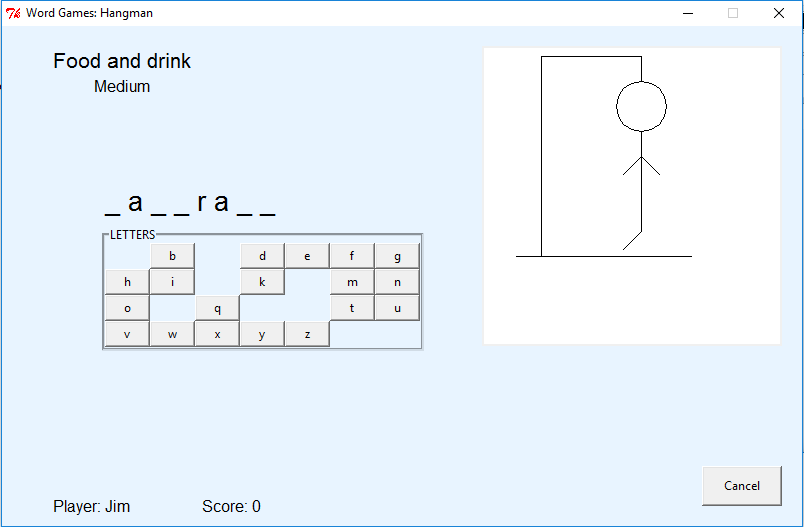 Word Games: Hangman
Food and drink
Medium
_ a _ _ r a _ _
LETTERS
b d e f g
h i k m n
o q t u
v w x y z
Cancel
Player: Jim Score: 0